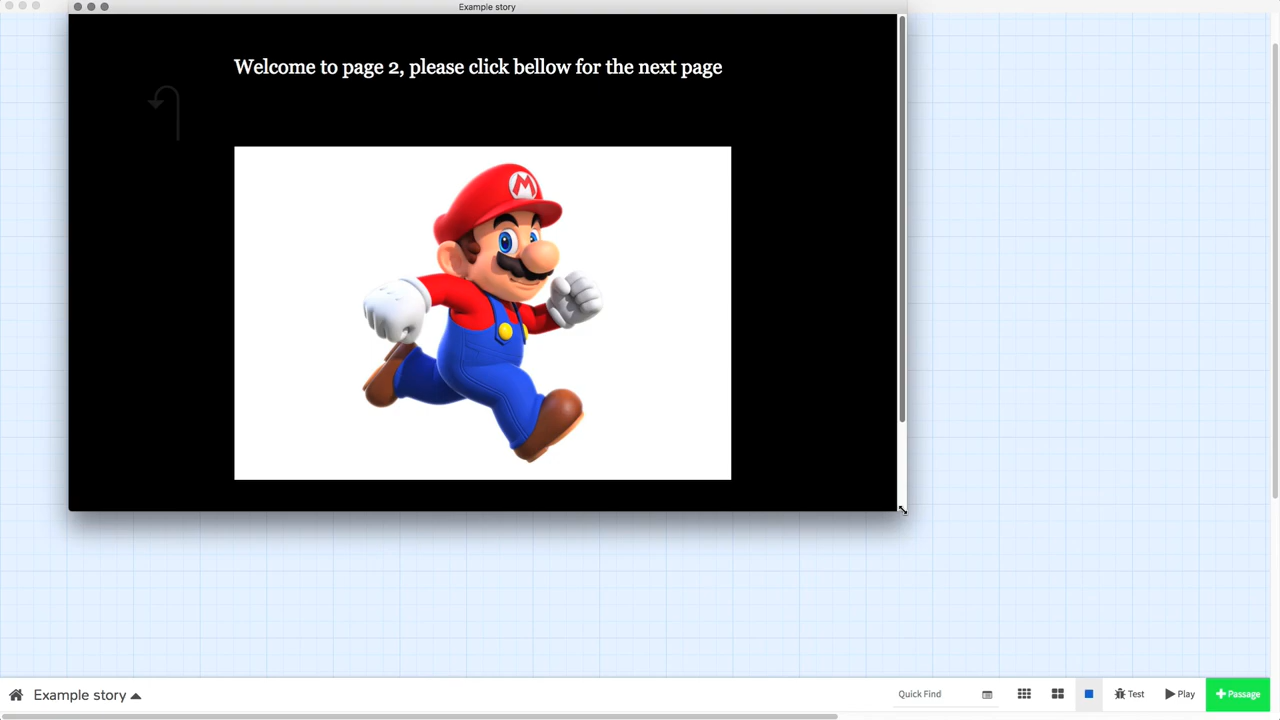 Example story
Welcome to page 2, please click bellow for the next page
M
Example story
Quick Find
Test
Play
+Passage